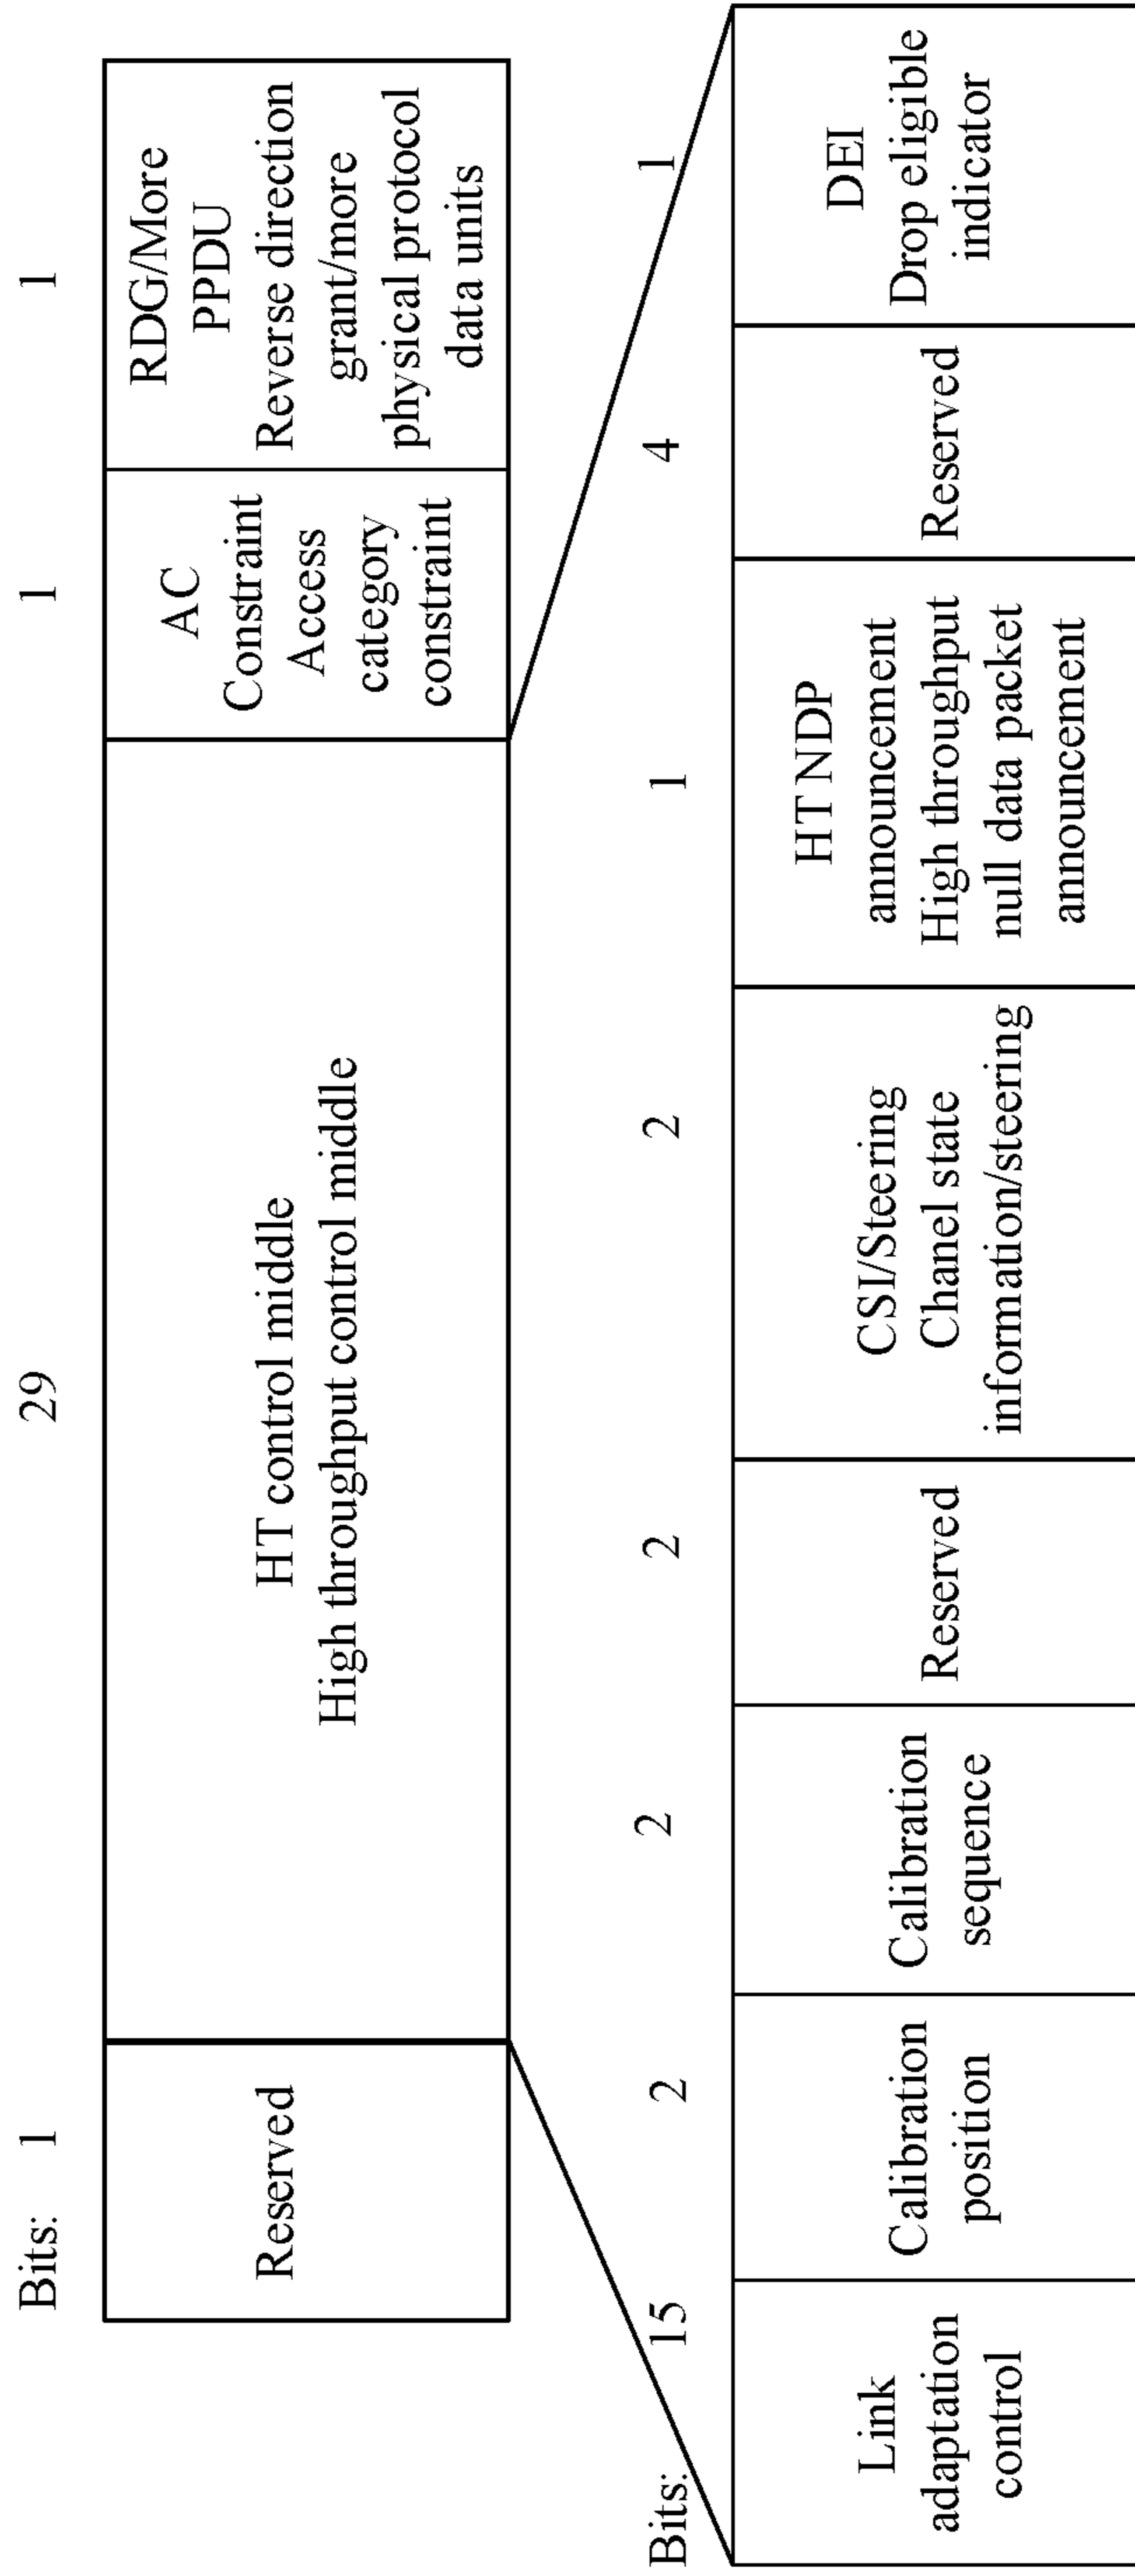 Bits: 1 29 1 1
Reserved
HT control middle
High throughput control middle
AC
Constraint
Access
category
constraint
RDG/More
PPDU
Reverse direction
grant/more
physical protocol
data units
Bits: 15 2 2 2 2 1 4 1
Link
adaptation
control
Calibration
position
Calibration
sequence
Reserved
CSI/Steering
Chanel state
information/steering
HT NDP
announcement
High throughput
null data packet
announcement
Reserved
DEI
Drop eligible
indicator